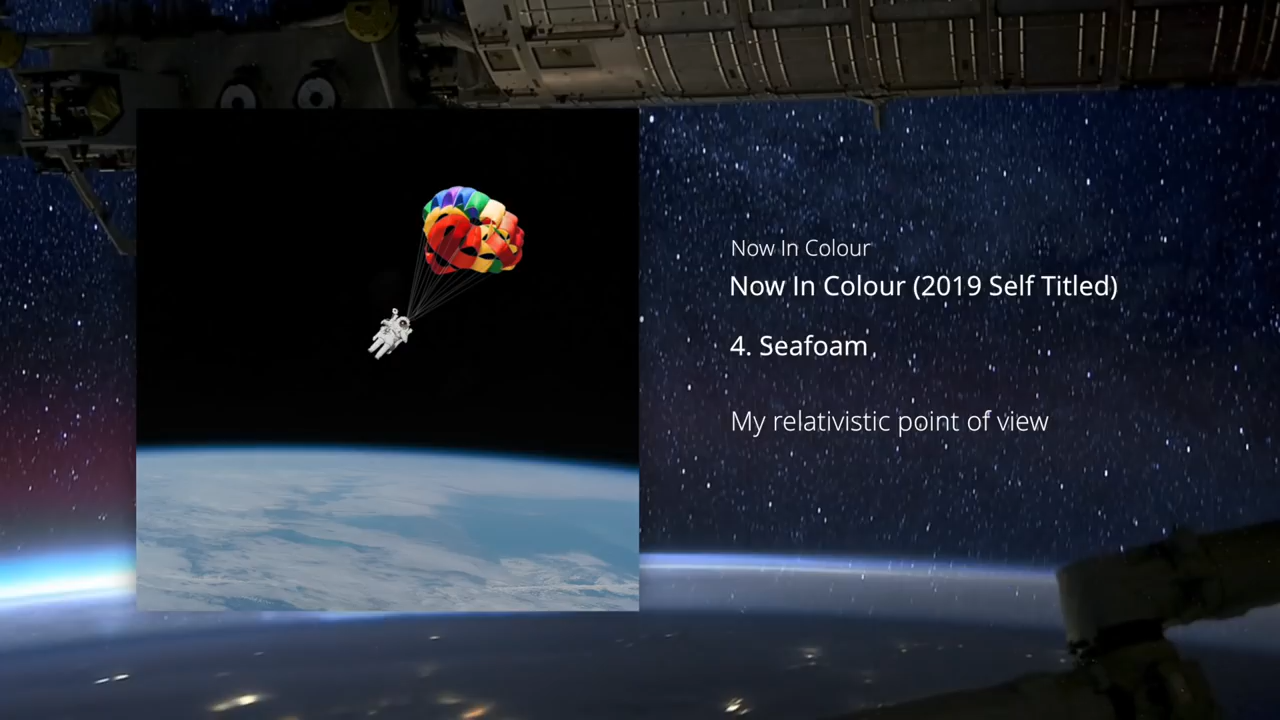 Now In Colour
Now In Colour (2019 Self Titled)
4. Seafoam
My relativistic point of view